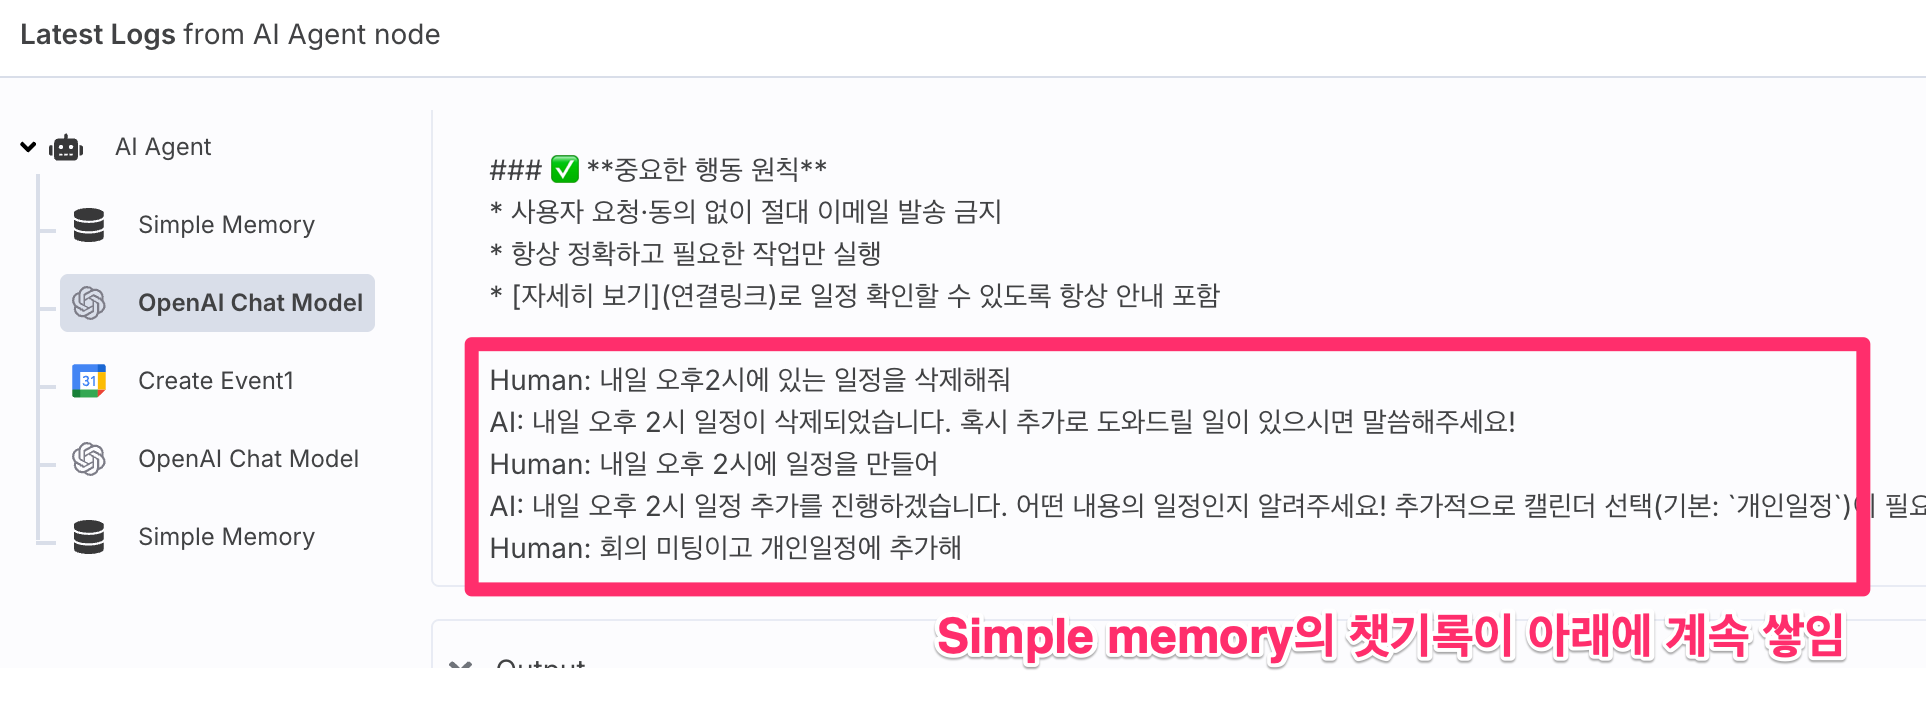 Latest Logs from AI Agent node
AI Agent
Simple Memory
OpenAI Chat Model
Create Event1
OpenAI Chat Model
Simple Memory
### ✅ **중요한 행동 원칙**
* 사용자 요청·동의 없이 절대 이메일 발송 금지
* 항상 정확하고 필요한 작업만 실행
* [자세히 보기](연결링크)로 일정 확인할 수 있도록 항상 안내 포함
Human: 내일 오후2시에 있는 일정을 삭제해줘
AI: 내일 오후 2시 일정이 삭제되었습니다. 혹시 추가로 도와드릴 일이 있으시면 말씀해주세요!
Human: 내일 오후 2시에 일정을 만들어
AI: 내일 오후 2시 일정 추가를 진행하겠습니다. 어떤 내용의 일정인지 알려주세요! 추가적으로 캘린더 선택(기본: `개인일정`)이 필요
Human: 회의 미팅이고 개인일정에 추가해
Simple memory의 챗기록이 아래에 계속 쌓임
Output